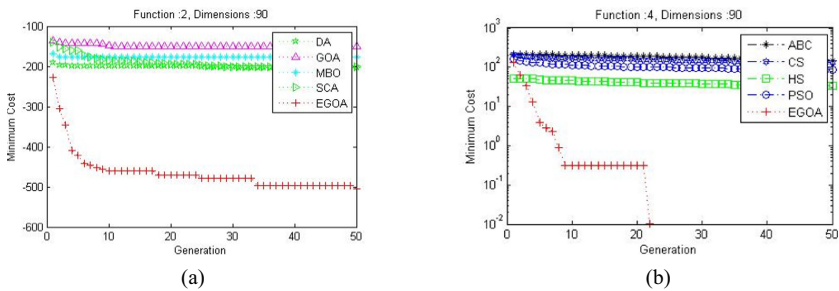 Function :2, Dimensions :90
-100
-200
-300
-400
-500
-600
Minimum Cost
DA
GOA
MBO
SCA
EGOA
0
10
20
30
40
50
Generation
(a)
Function :4, Dimensions :90
10^3
10^2
10^1
10^0
10^-1
10^-2
Minimum Cost
ABC
CS
HS
PSO
EGOA
0
10
20
30
40
50
Generation
(b)